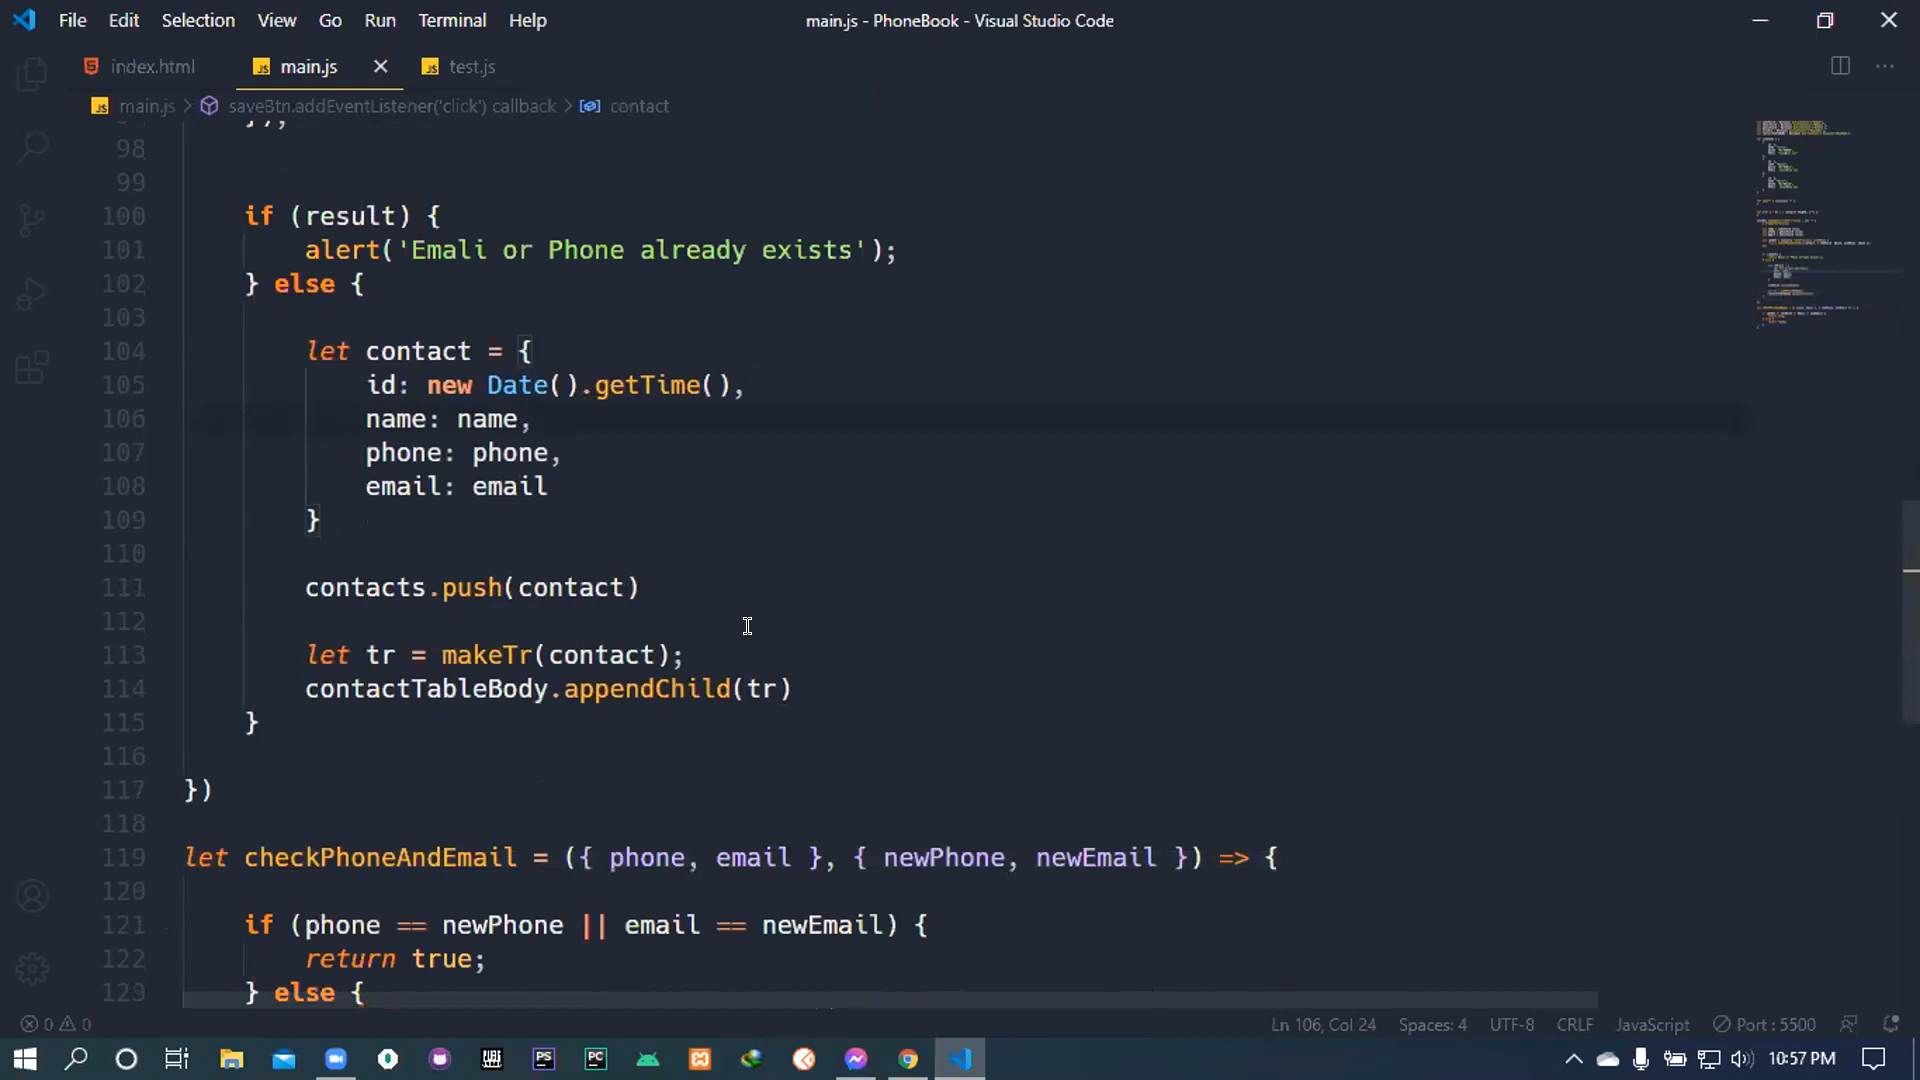 File Edit Selection View Go Run Terminal Help main.js - PhoneBook - Visual Studio Code
index.html JS main.js JS test.js
JS main.js > saveBtn.addEventListener('click') callback > contact
98 });
99
100 if (result) {
101 alert('Emali or Phone already exists');
102 } else {
103
104 let contact = {
105 id: new Date().getTime(),
106 name: name,
107 phone: phone,
108 email: email
109 }
110
111 contacts.push(contact)
112
113 let tr = makeTr(contact);
114 contactTableBody.appendChild(tr)
115 }
116
117 })
118
119 let checkPhoneAndEmail = ({ phone, email }, { newPhone, newEmail }) => {
120
121 if (phone == newPhone || email == newEmail) {
122 return true;
129 } else {
0 0 Ln 106, Col 24 Spaces: 4 UTF-8 CRLF JavaScript Port : 5500
PS PC 10:57 PM